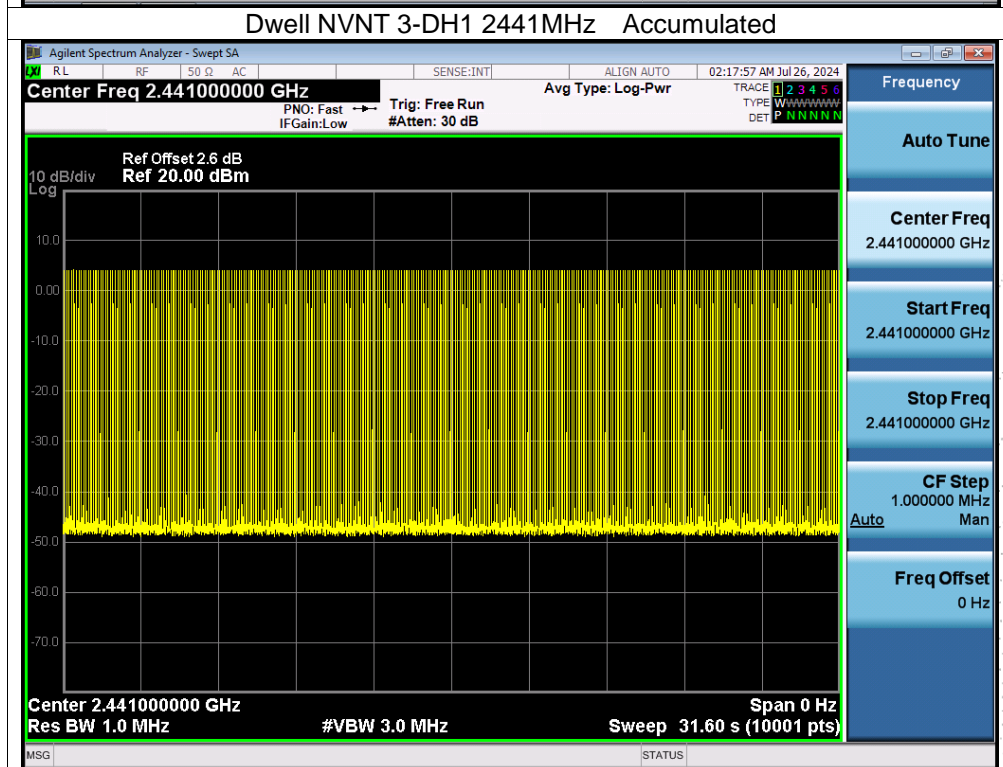 Dwell NVNT 3-DH1 2441MHz Accumulated
Agilent Spectrum Analyzer - Swept SA
LXI RL RF 50 Ω AC SENSE:INT ALIGN AUTO 02:17:57 AM Jul 26, 2024
Center Freq 2.441000000 GHz
PNO: Fast
IFGain:Low
Trig: Free Run
#Atten: 30 dB
Avg Type: Log-Pwr
TRACE 1 2 3 4 5 6
TYPE WWWWWWW
DET P N N N N N
Frequency
Auto Tune
Center Freq
2.441000000 GHz
Start Freq
2.441000000 GHz
Stop Freq
2.441000000 GHz
CF Step
1.000000 MHz
Auto Man
Freq Offset
0 Hz
Ref Offset 2.6 dB
10 dB/div Ref 20.00 dBm
Log
10.0
0.00
-10.0
-20.0
-30.0
-40.0
-50.0
-60.0
-70.0
Center 2.441000000 GHz Span 0 Hz
Res BW 1.0 MHz #VBW 3.0 MHz Sweep 31.60 s (10001 pts)
MSG STATUS